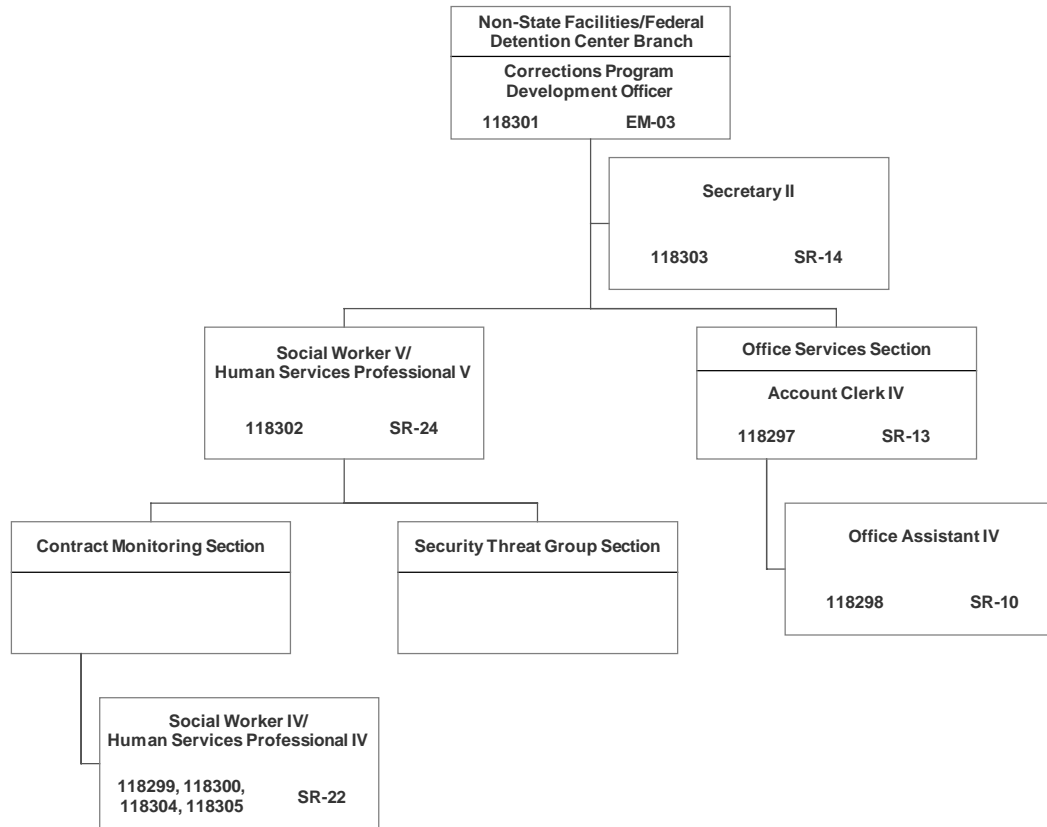 Non-State Facilities/Federal
Detention Center Branch
Corrections Program
Development Officer
118301 EM-03
Secretary II
118303 SR-14
Social Worker V/
Human Services Professional V
118302 SR-24
Office Services Section
Account Clerk IV
118297 SR-13
Contract Monitoring Section
Security Threat Group Section
Office Assistant IV
118298 SR-10
Social Worker IV/
Human Services Professional IV
118299, 118300,
118304, 118305
SR-22